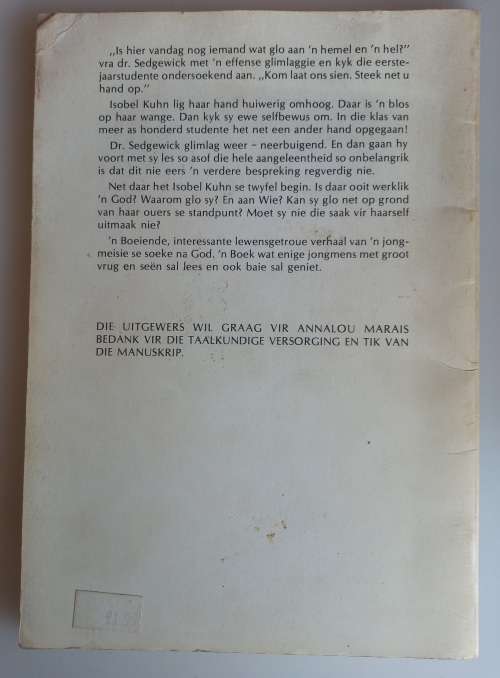 „Is hier vandag nog iemand wat glo aan 'n hemel en 'n hel?"
vra dr. Sedgewick met 'n effense glimlaggie en kyk die eerste-
jaarstudente ondersoekend aan. „Kom laat ons sien. Steek net u
hand op."
Isobel Kuhn lig haar hand huiwerig omhoog. Daar is 'n blos
op haar wange. Dan kyk sy ewe selfbewus om. In die klas van
meer as honderd studente het net een ander hand opgegaan!
Dr. Sedgewick glimlag weer – neerbuigend. En dan gaan hy
voort met sy les so asof die hele aangeleentheid so onbelangrik
is dat dit nie eers 'n verdere bespreking regverdig nie.
Net daar het Isobel Kuhn se twyfel begin. Is daar ooit werklik
'n God? Waarom glo sy? En aan Wie? Kan sy glo net op grond
van haar ouers se standpunt? Moet sy nie die saak vir haarself
uitmaak nie?
'n Boeiende, interessante lewensgetroue verhaal van 'n jong-
meisie se soeke na God. 'n Boek wat enige jongmens met groot
vrug en seën sal lees en ook baie sal geniet.
DIE UITGEWERS WIL GRAAG VIR ANNALOU MARAIS
BEDANK VIR DIE TAALKUNDIGE VERSORGING EN TIK VAN
DIE MANUSKRIP.